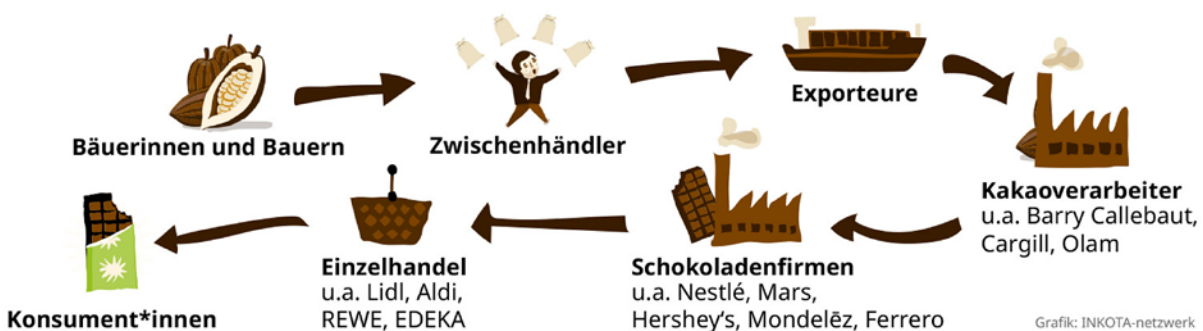 Bäuerinnen und Bauern
Zwischenhändler
Exporteure
Kakaoverarbeiter
u.a. Barry Callebaut,
Cargill, Olam
Schokoladenfirmen
u.a. Nestlé, Mars,
Hershey‘s, Mondelēz, Ferrero
Einzelhandel
u.a. Lidl, Aldi,
REWE, EDEKA
Konsument*innen
Grafik: INKOTA-netzwerk